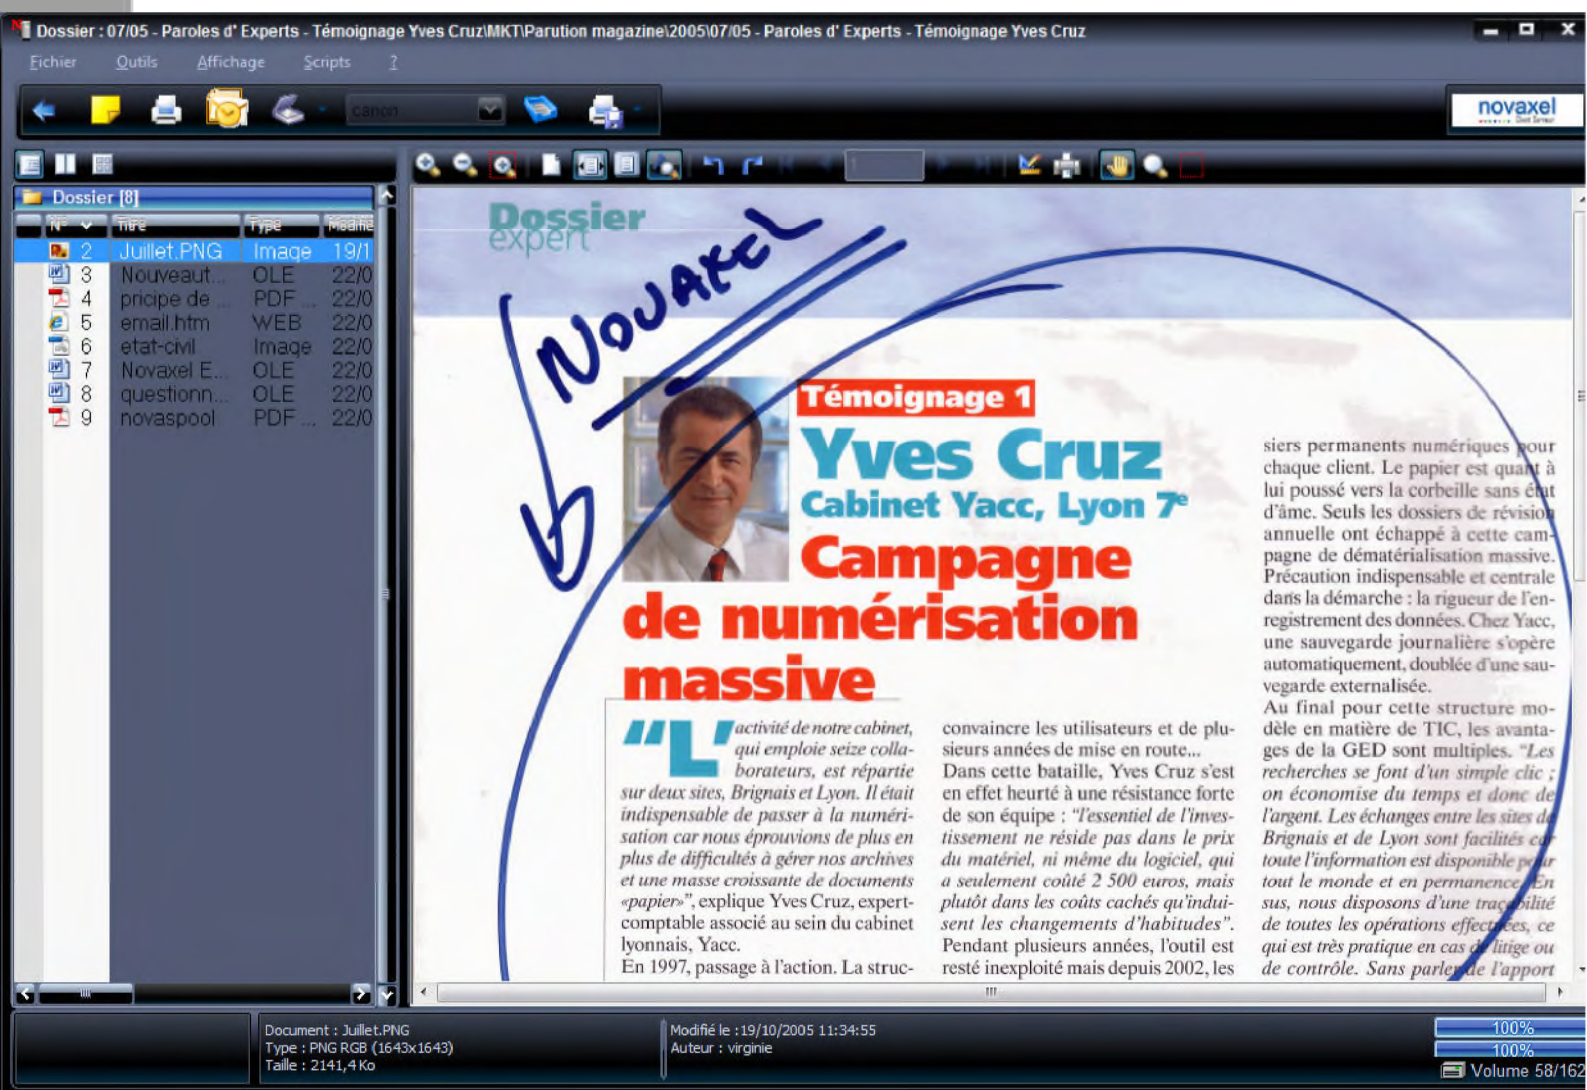 Dossier : 07/05 - Paroles d' Experts - Témoignage Yves Cruz\MKT\Parution magazine\2005\07/05 - Paroles d' Experts - Témoignage Yves Cruz
Fichier Outils Affichage Scripts ?
canon
novaxel
1
Dossier [8]
N° Titre Type Modifié
2 Juillet.PNG Image 19/1
3 Nouveaut... OLE 22/0
4 pricipe de ... PDF ... 22/0
5 email.htm WEB 22/0
6 etat-civil Image 22/0
7 Novaxel E... OLE 22/0
8 questionn... OLE 22/0
9 novaspool PDF ... 22/0
Dossier
expert
NOVAXEL
Témoignage 1
Yves Cruz
Cabinet Yacc, Lyon 7e
Campagne
de numérisation
massive
"L'activité de notre cabinet,
qui emploie seize colla-
borateurs, est répartie
sur deux sites, Brignais et Lyon. Il était
indispensable de passer à la numéri-
sation car nous éprouvions de plus en
plus de difficultés à gérer nos archives
et une masse croissante de documents
«papier»", explique Yves Cruz, expert-
comptable associé au sein du cabinet
lyonnais, Yacc.
En 1997, passage à l'action. La struc-
convaincre les utilisateurs et de plu-
sieurs années de mise en route...
Dans cette bataille, Yves Cruz s'est
en effet heurté à une résistance forte
de son équipe : "l'essentiel de l'inves-
tissement ne réside pas dans le prix
du matériel, ni même du logiciel, qui
a seulement coûté 2 500 euros, mais
plutôt dans les coûts cachés qu'indui-
sent les changements d'habitudes".
Pendant plusieurs années, l'outil est
resté inexploité mais depuis 2002, les
siers permanents numériques pour
chaque client. Le papier est quant à
lui poussé vers la corbeille sans état
d'âme. Seuls les dossiers de révision
annuelle ont échappé à cette cam-
pagne de dématérialisation massive.
Précaution indispensable et centrale
dans la démarche : la rigueur de l'en-
registrement des données. Chez Yacc,
une sauvegarde journalière s'opère
automatiquement, doublée d'une sau-
vegarde externalisée.
Au final pour cette structure mo-
dèle en matière de TIC, les avanta-
ges de la GED sont multiples. "Les
recherches se font d'un simple clic ;
on économise du temps et donc de
l'argent. Les échanges entre les sites de
Brignais et de Lyon sont facilités car
toute l'information est disponible pour
tout le monde et en permanence. En
sus, nous disposons d'une traçabilité
de toutes les opérations effectuées, ce
qui est très pratique en cas de litige ou
de contrôle. Sans parler de l'apport
Document : Juillet.PNG
Type : PNG RGB (1643x1643)
Taille : 2141,4 Ko
Modifié le :19/10/2005 11:34:55
Auteur : virginie
100%
100%
Volume 58/162